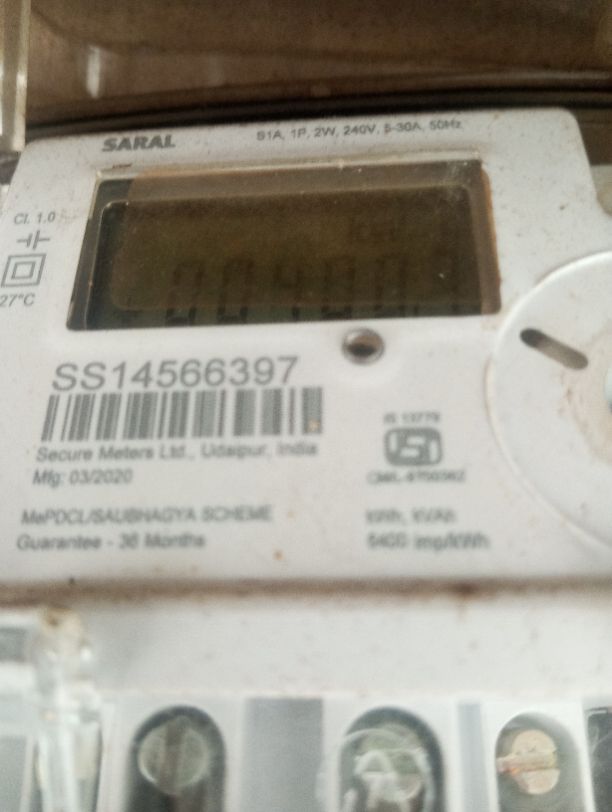 SARAL
S1A, 1P, 2W, 240V, 5-30A, 50Hz
Cl. 1.0
27°C
SS14566397
Secure Meters Ltd., Udaipur, India
Mfg: 03/2020
IS 13779
MePDCL/SAUBHAGYA SCHEME
Guarantee - 36 Months
kWh, kVAh
6400 imp/kWh